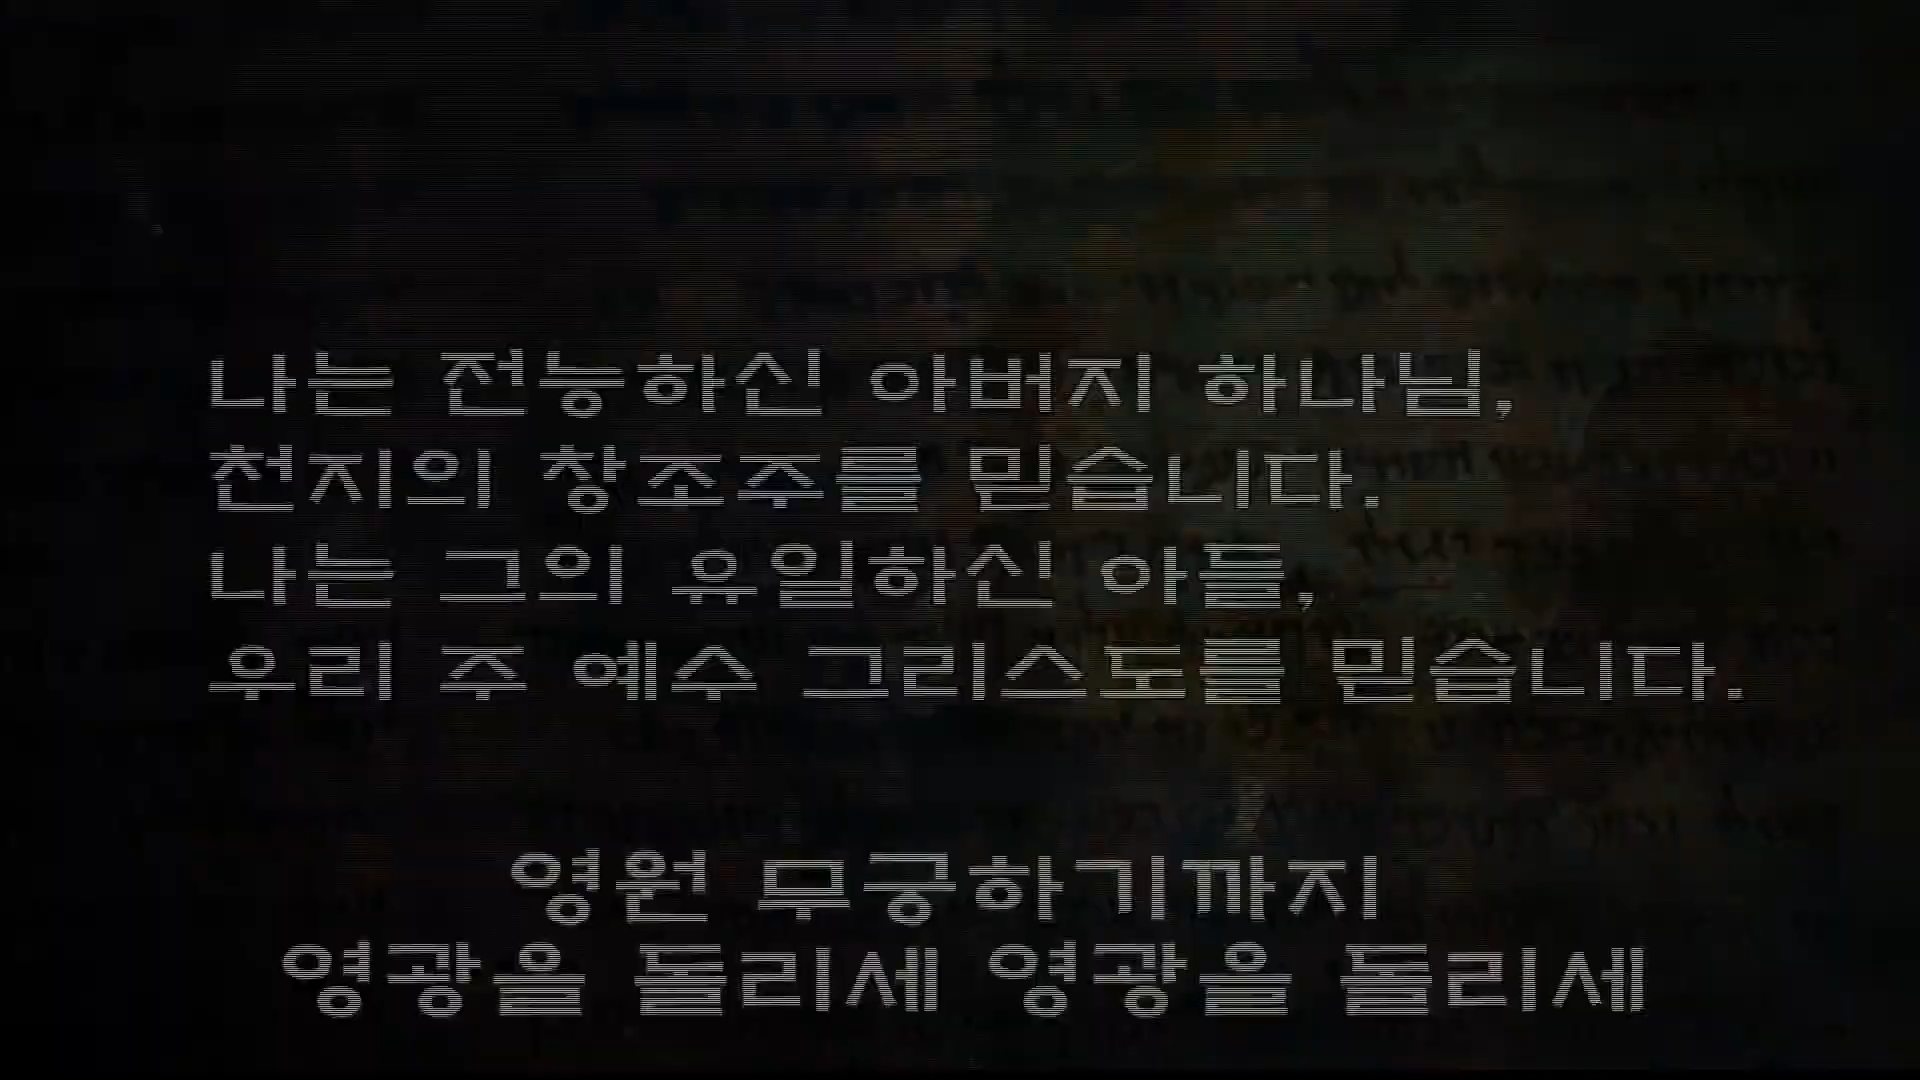 나는 전능하신 아버지 하나님,
천지의 창조주를 믿습니다.
나는 그의 유일하신 아들,
우리 주 예수 그리스도를 믿습니다.
영원 무궁하기까지
영광을 돌리세 영광을 돌리세